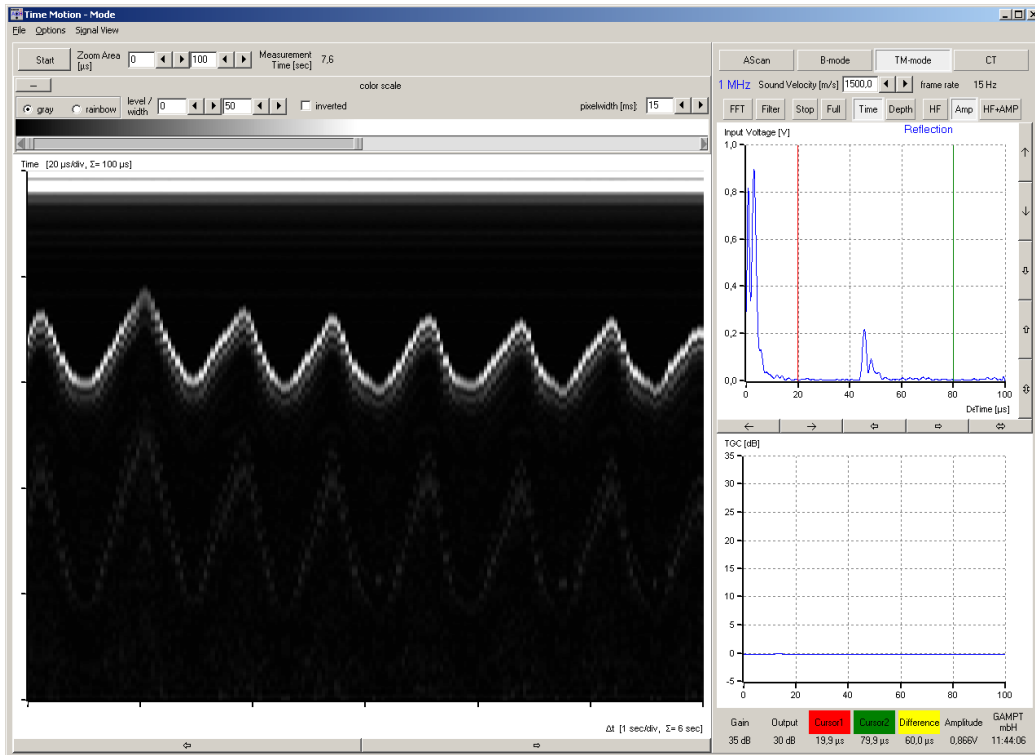 Time Motion - Mode
File Options Signal View
Start Zoom Area [µs] 0 100 Measurement Time [sec] 7,6
color scale
gray rainbow level / width 0 50 inverted pixelwidth [ms]: 15
Time [20 µs/div, Σ= 100 µs]
Δt [1 sec/div, Σ= 6 sec]
AScan B-mode TM-mode CT
1 MHz Sound Velocity [m/s] 1500,0 frame rate 15 Hz
FFT Filter Stop Full Time Depth HF Amp HF+AMP
Input Voltage [V] Reflection
1,0
0,8
0,6
0,4
0,2
0,0
0 20 40 60 80 100
DeTime [µs]
TGC [dB]
35
30
25
20
15
10
5
0
-5
0 20 40 60 80 100
Gain Output Cursor1 Cursor2 Difference Amplitude GAMPT mbH
35 dB 30 dB 19,9 µs 79,9 µs 60,0 µs 0,866V 11:44:06